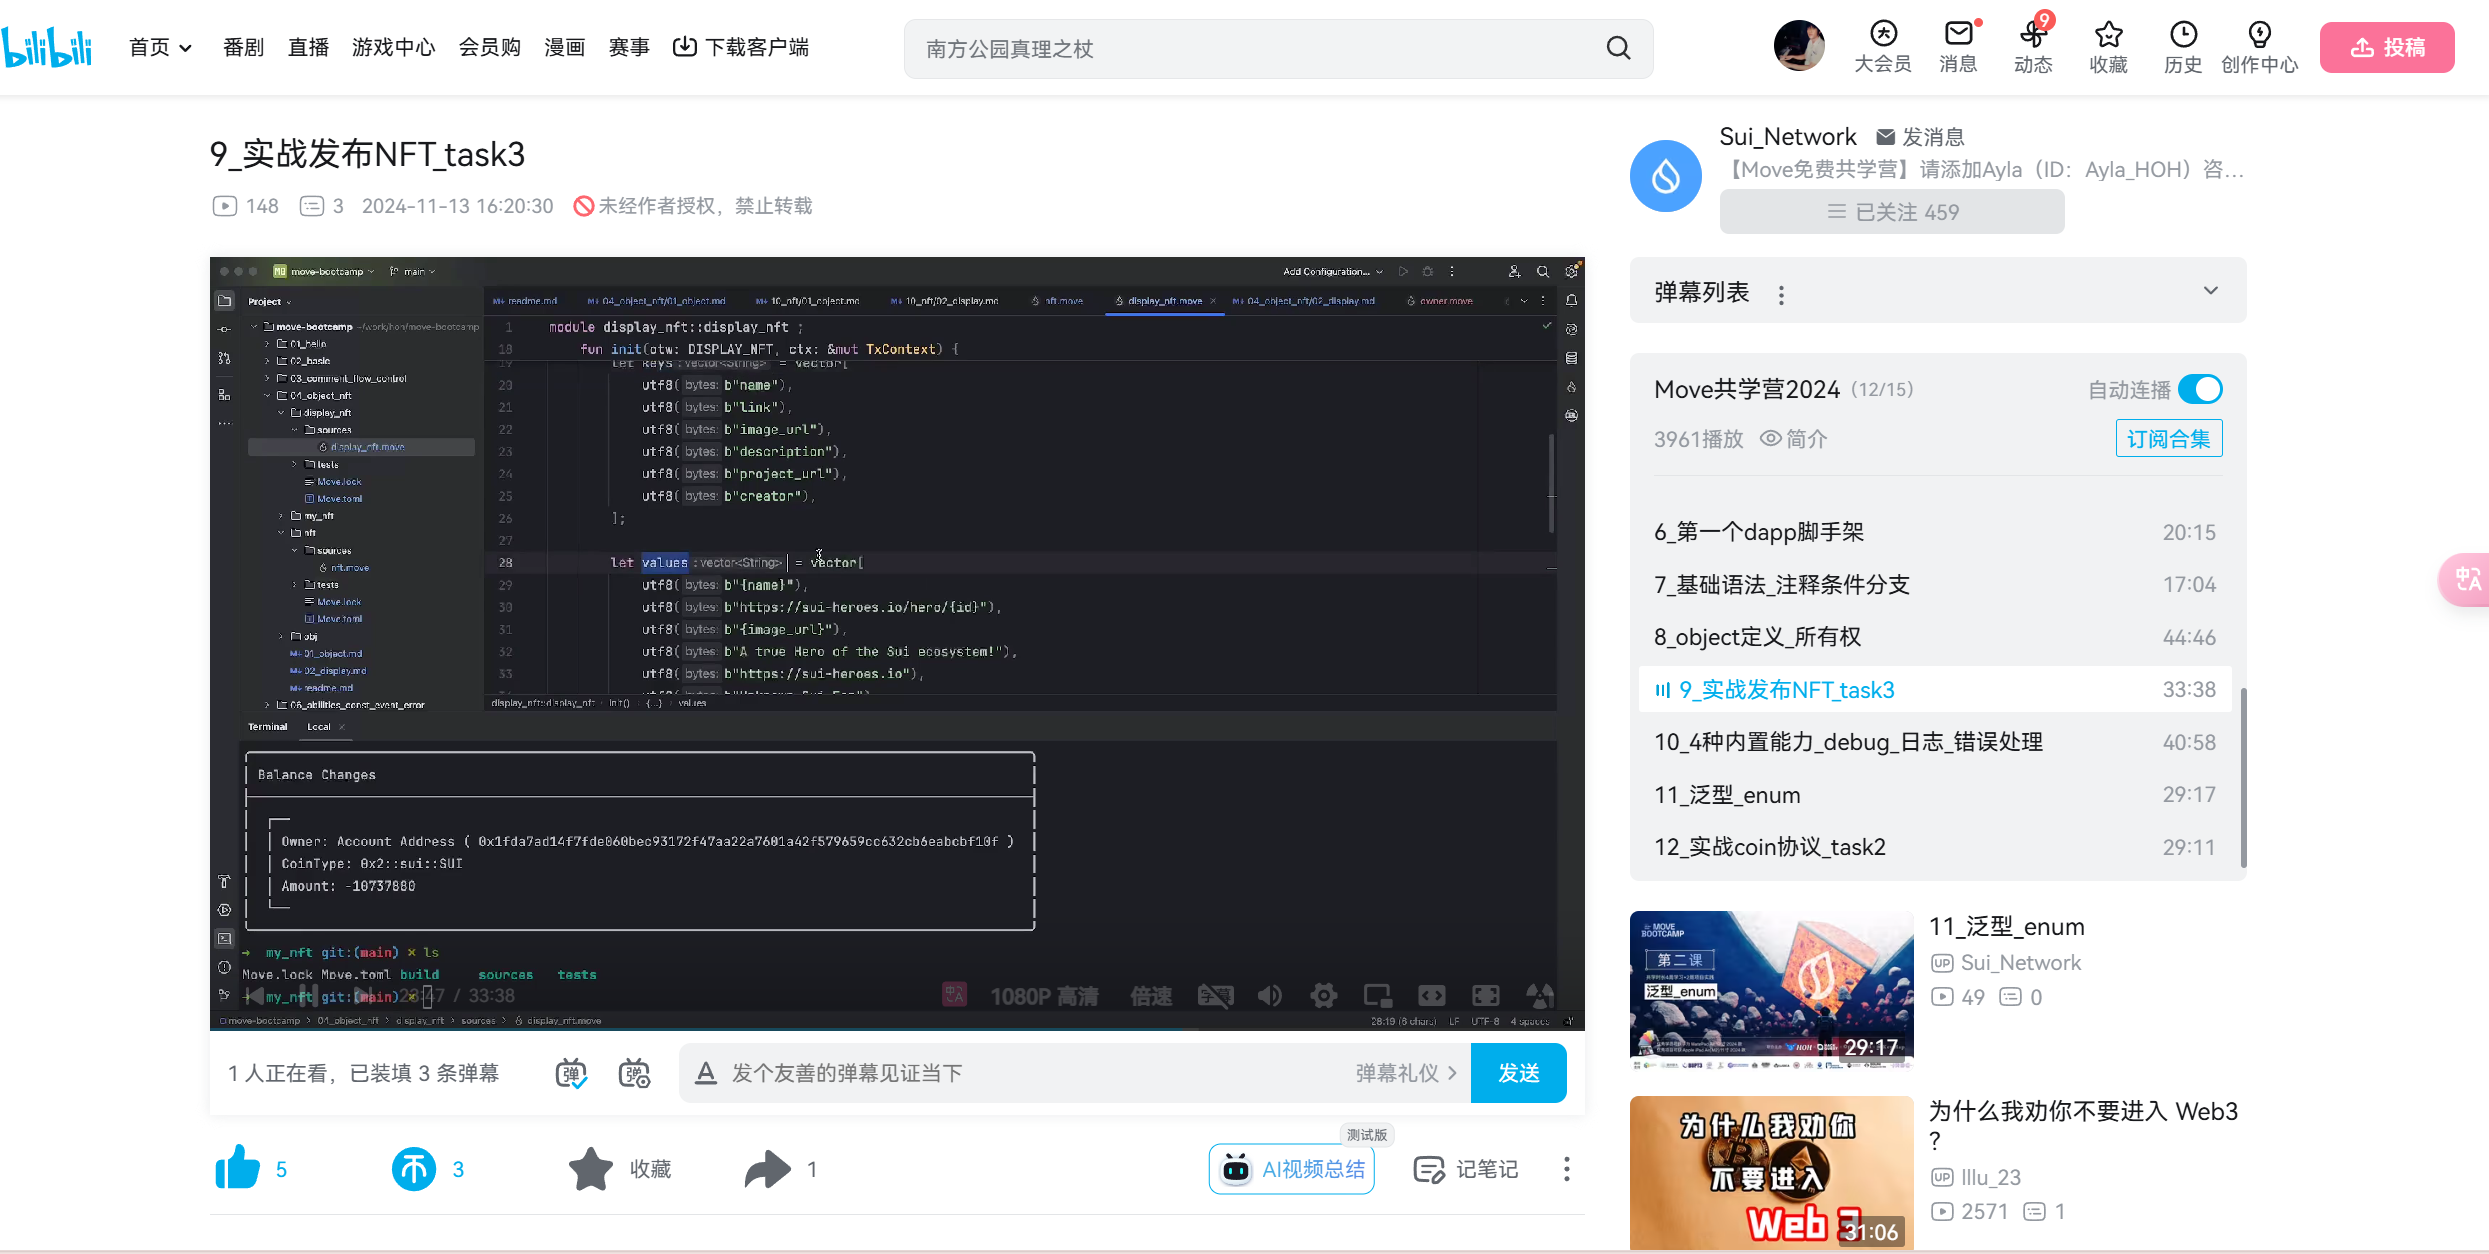 bilibili
首页
番剧
直播
游戏中心
会员购
漫画
赛事
下载客户端
南方公园真理之杖
大会员
消息
9
动态
收藏
历史
创作中心
投稿
9_实战发布NFT_task3
148
3
2024-11-13 16:20:30
未经作者授权，禁止转载
Sui_Network
发消息
【Move免费共学营】请添加Ayla（ID：Ayla_HOH）咨...
已关注 459
move-bootcamp
main
Add Configuration...
Project
readme.md
04_object_nft/01_object.md
10_nft/01_object.md
10_nft/02_display.md
nft.move
display_nft.move
04_object_nft/02_display.md
owner.move
move-bootcamp ~/work/hoh/move-bootcamp
01_hello
02_basic
03_comment_flow_control
04_object_nft
display_nft
sources
display_nft.move
tests
Move.lock
Move.toml
my_nft
nft
sources
nft.move
tests
Move.lock
Move.toml
obj
01_object.md
02_display.md
readme.md
06_abilities_const_event_error
1 module display_nft::display_nft ;
18 fun init(otw: DISPLAY_NFT, ctx: &mut TxContext) {
19 let keys : vector<String> = vector[
20 utf8( bytes: b"name"),
21 utf8( bytes: b"link"),
22 utf8( bytes: b"image_url"),
23 utf8( bytes: b"description"),
24 utf8( bytes: b"project_url"),
25 utf8( bytes: b"creator"),
26 ];
27
28 let values : vector<String> = vector[
29 utf8( bytes: b"{name}"),
30 utf8( bytes: b"https://sui-heroes.io/hero/{id}"),
31 utf8( bytes: b"{image_url}"),
32 utf8( bytes: b"A true Hero of the Sui ecosystem!"),
33 utf8( bytes: b"https://sui-heroes.io"),
display_nft::display_nft
init()
{...}
values
Terminal
Local
Balance Changes
Owner: Account Address ( 0x1fda7ad14f7fde060bec93172f47aa22a7601a42f579659cc632cb6eabcbf10f )
CoinType: 0x2::sui::SUI
Amount: -10737880
→ my_nft git:(main) × ls
Move.lock Move.toml build sources tests
→ my_nft git:(main) ×
23:47 / 33:38
1080P 高清
倍速
字幕
move-bootcamp > 04_object_nft > display_nft > sources > display_nft.move
28:19 (6 chars)
LF
UTF-8
4 spaces
1 人正在看，已装填 3 条弹幕
弹
弹
发个友善的弹幕见证当下
弹幕礼仪
发送
5
3
收藏
1
测试版
AI视频总结
记笔记
弹幕列表
Move共学营2024（12/15）
自动连播
3961播放
简介
订阅合集
6_第一个dapp脚手架
20:15
7_基础语法_注释条件分支
17:04
8_object定义_所有权
44:46
9_实战发布NFT_task3
33:38
10_4种内置能力_debug_日志_错误处理
40:58
11_泛型_enum
29:17
12_实战coin协议_task2
29:11
MOVE
BOOTCAMP
第二课
泛型_enum
29:17
11_泛型_enum
UP Sui_Network
49
0
为什么我劝你
不要进入
Web 3
31:06
为什么我劝你不要进入 Web3
?
UP lllu_23
2571
1
中A